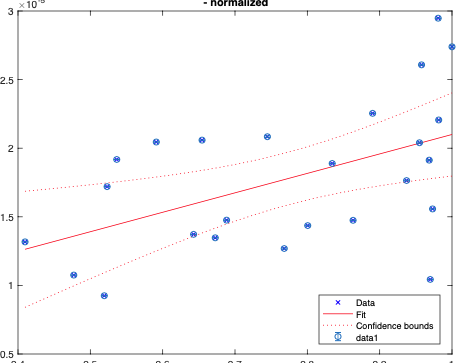 - normalized
3
2.5
2
1.5
1
0.5
Data
Fit
Confidence bounds
data1